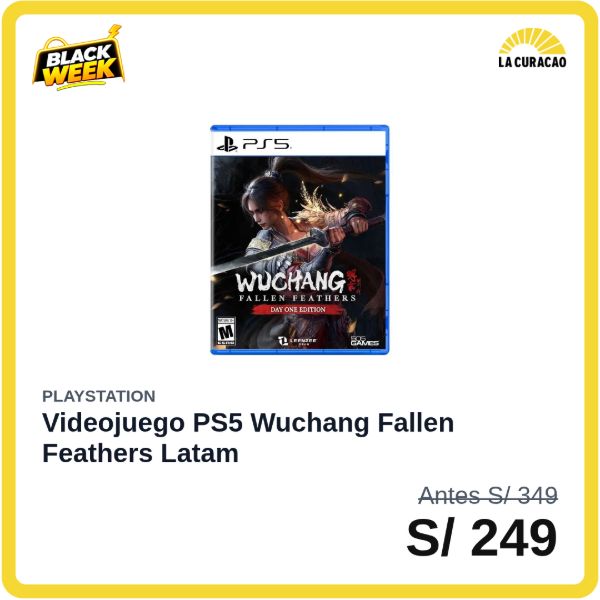 BLACK
WEEK
LA CURACAO
PS5
WUCHANG
FALLEN FEATHERS
DAY ONE EDITION
M
LEENZEE
505
GAMES
PLAYSTATION
Videojuego PS5 Wuchang Fallen
Feathers Latam
Antes S/ 349
S/ 249